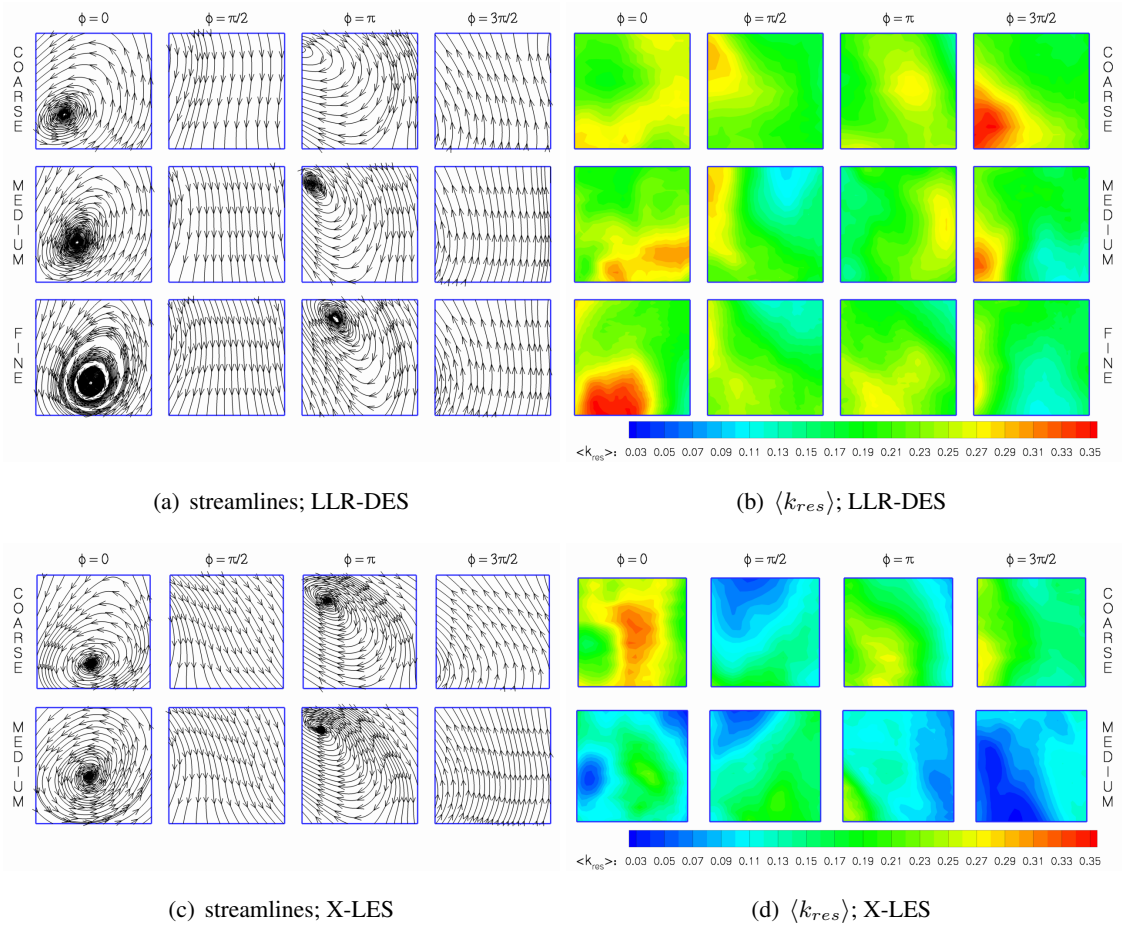 ϕ = 0 ϕ = π/2 ϕ = π ϕ = 3π/2
COARSE
MEDIUM
FINE
(a) streamlines; LLR-DES
ϕ = 0 ϕ = π/2 ϕ = π ϕ = 3π/2
COARSE
MEDIUM
FINE
<k_res>: 0.03 0.05 0.07 0.09 0.11 0.13 0.15 0.17 0.19 0.21 0.23 0.25 0.27 0.29 0.31 0.33 0.35
(b) ⟨k_res⟩; LLR-DES
ϕ = 0 ϕ = π/2 ϕ = π ϕ = 3π/2
COARSE
MEDIUM
(c) streamlines; X-LES
ϕ = 0 ϕ = π/2 ϕ = π ϕ = 3π/2
COARSE
MEDIUM
<k_res>: 0.03 0.05 0.07 0.09 0.11 0.13 0.15 0.17 0.19 0.21 0.23 0.25 0.27 0.29 0.31 0.33 0.35
(d) ⟨k_res⟩; X-LES